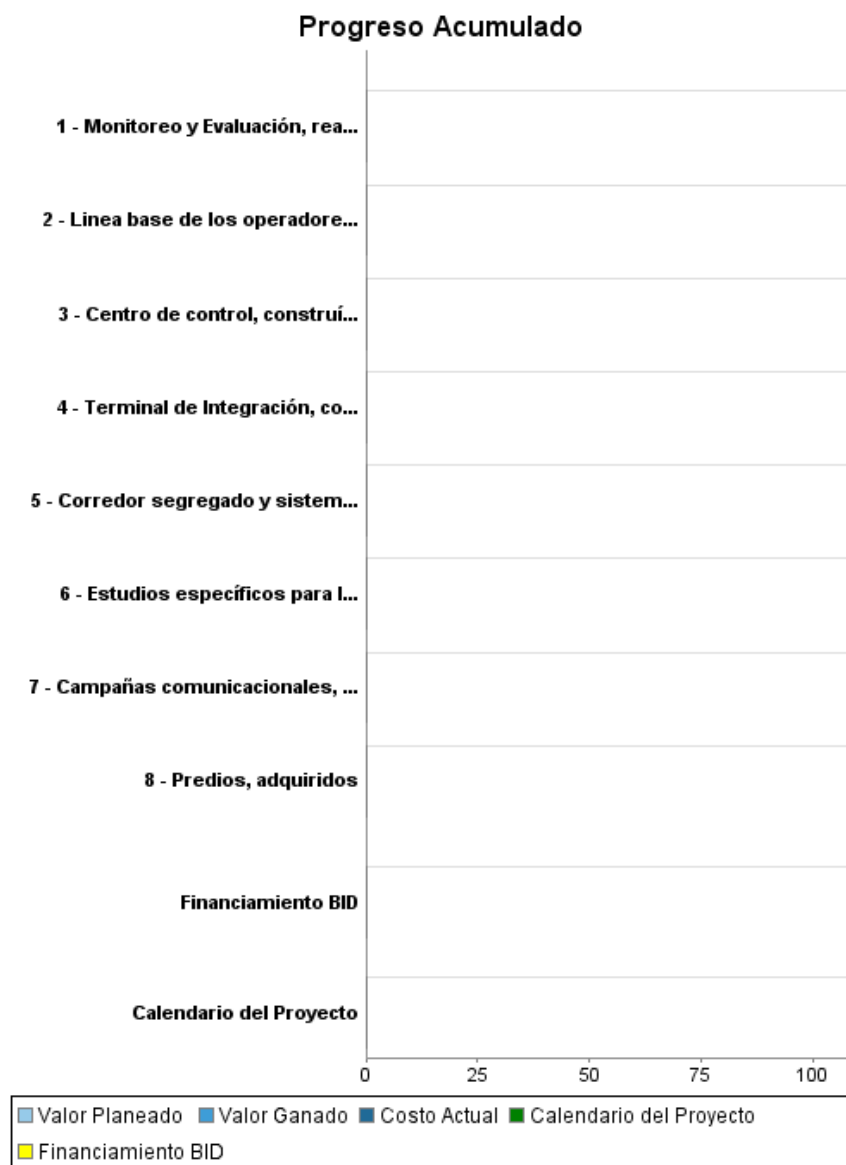 Progreso Acumulado
1 - Monitoreo y Evaluación, rea...
2 - Linea base de los operadore...
3 - Centro de control, construí...
4 - Terminal de Integración, co...
5 - Corredor segregado y sistem...
6 - Estudios específicos para l...
7 - Campañas comunicacionales, ...
8 - Predios, adquiridos
Financiamiento BID
Calendario del Proyecto
0 25 50 75 100
Valor Planeado Valor Ganado Costo Actual Calendario del Proyecto
Financiamiento BID